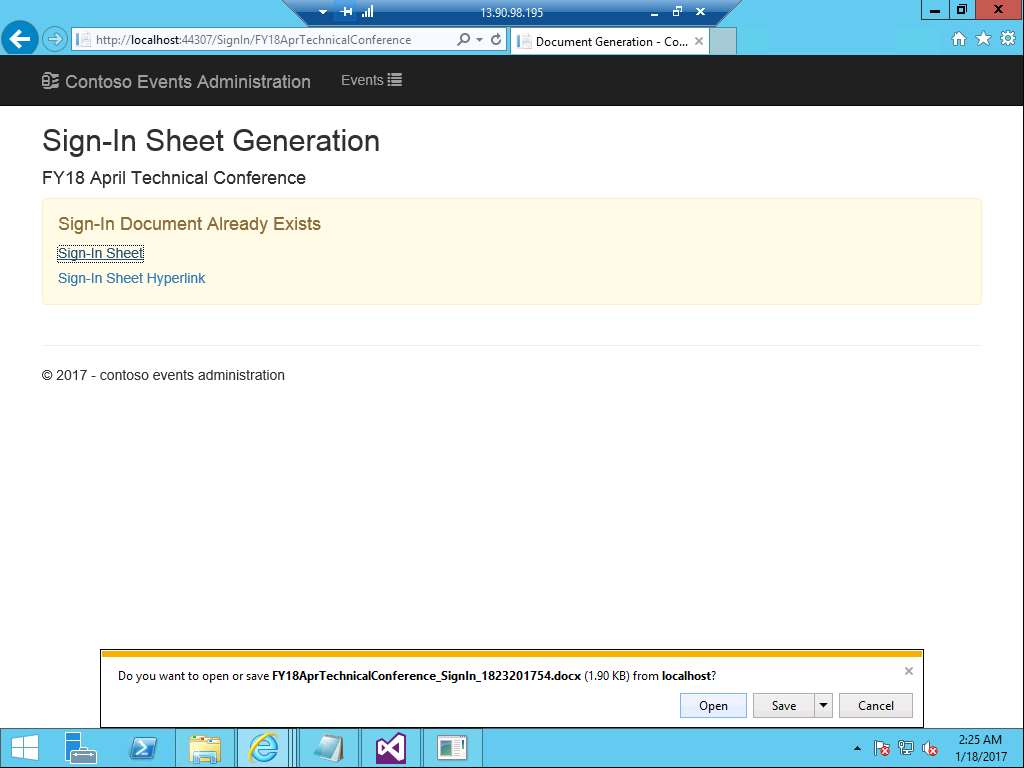 13.90.98.195
http://localhost:44307/SignIn/FY18AprTechnicalConference
Document Generation - Co...
Contoso Events Administration
Events
Sign-In Sheet Generation
FY18 April Technical Conference
Sign-In Document Already Exists
Sign-In Sheet
Sign-In Sheet Hyperlink
© 2017 - contoso events administration
Do you want to open or save FY18AprTechnicalConference_SignIn_1823201754.docx (1.90 KB) from localhost?
Open
Save
Cancel
2:25 AM
1/18/2017